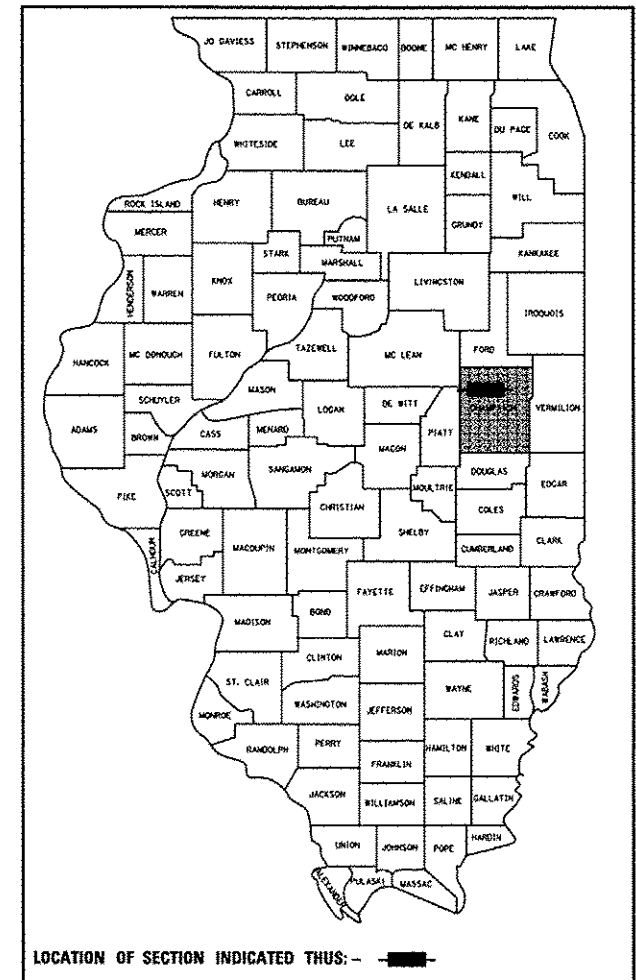 JO DAVIESS STEPHENSON WINNEBAGO BOONE MC HENRY LAKE
CARROLL OGLE DE KALB KANE DU PAGE COOK
WHITESIDE LEE
KENDALL WILL
ROCK ISLAND HENRY BUREAU LA SALLE GRUNDY
MERCER PUTNAM
STARK MARSHALL KANKAKEE
HENDERSON WARREN KNOX PEORIA WOODFORD LIVINGSTON IROQUOIS
HANCOCK MC DONOUGH FULTON TAZEWELL MC LEAN FORD
MASON
SCHUYLER LOGAN DE WITT CHAMPAIGN VERMILION
ADAMS BROWN CASS MENARD MACON PIATT
MORGAN SANGAMON DOUGLAS
PIKE SCOTT CHRISTIAN MOULTRIE EDGAR
COLES
GREENE MACOUPIN MONTGOMERY SHELBY CUMBERLAND CLARK
CALHOUN JERSEY
FAYETTE EFFINGHAM JASPER CRAWFORD
MADISON BOND
CLAY RICHLAND LAWRENCE
CLINTON MARION
ST. CLAIR WAYNE EDWARDS WABASH
MONROE WASHINGTON JEFFERSON
RANDOLPH PERRY HAMILTON WHITE
FRANKLIN
JACKSON WILLIAMSON SALINE GALLATIN
UNION JOHNSON POPE HARDIN
ALEXANDER PULASKI MASSAC
LOCATION OF SECTION INDICATED THUS: -